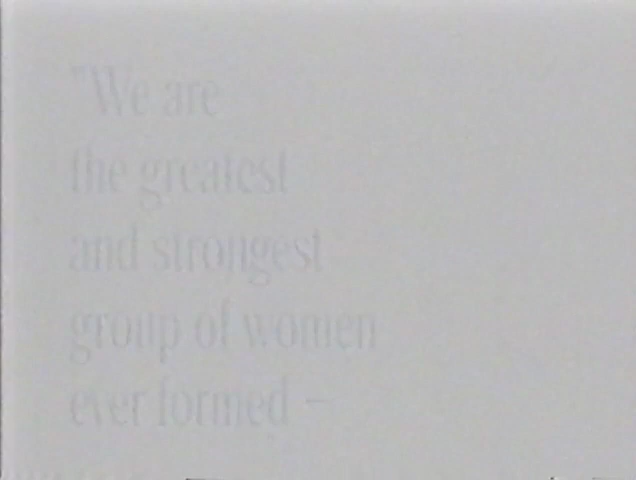 "We are
the greatest
and strongest
group of women
ever formed –